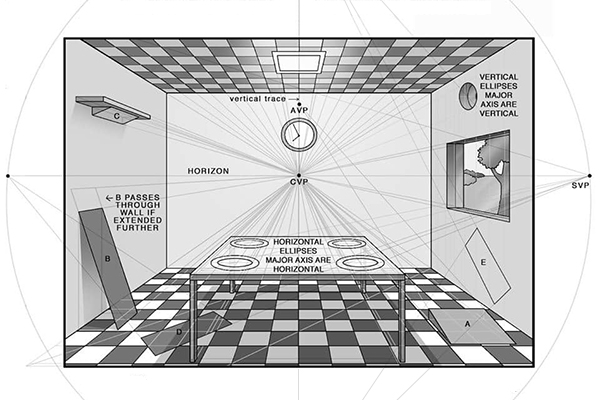 vertical trace →
AVP
VERTICAL
ELLIPSES
MAJOR
AXIS ARE
VERTICAL
C
HORIZON
CVP
SVP
← B PASSES
THROUGH
WALL IF
EXTENDED
FURTHER
B
HORIZONTAL
ELLIPSES
MAJOR AXIS ARE
HORIZONTAL
E
D
A